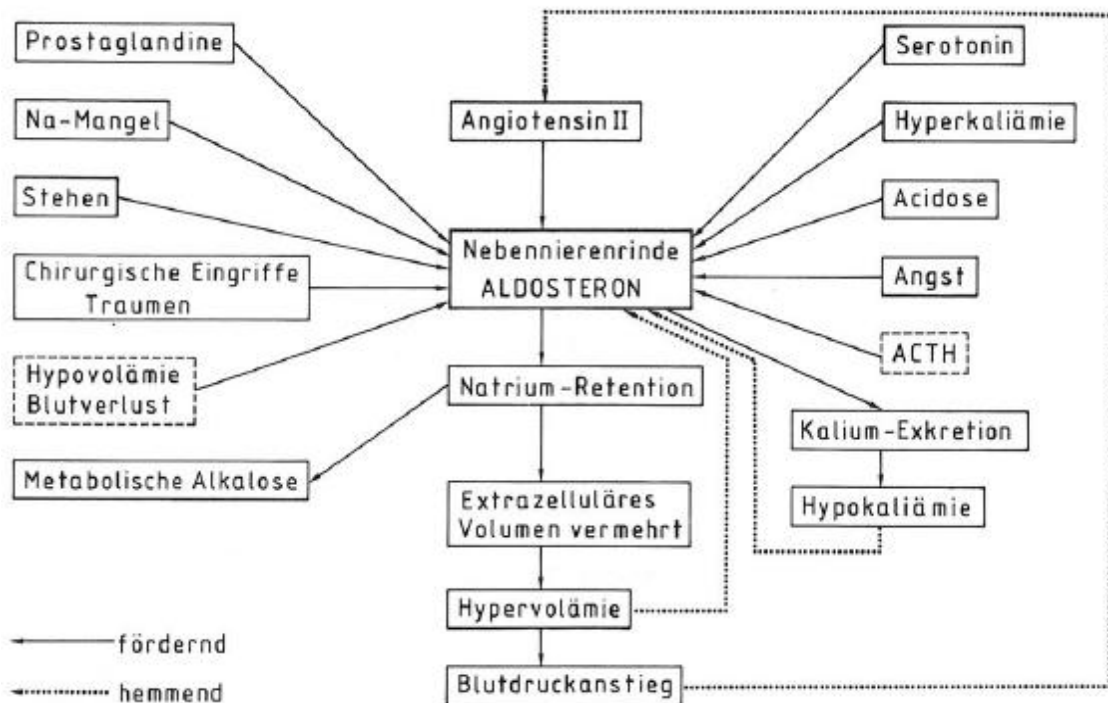 Prostaglandine
Serotonin
Na-Mangel
Angiotensin II
Hyperkaliämie
Stehen
Acidose
Nebennierenrinde
ALDOSTERON
Chirurgische Eingriffe
Traumen
Angst
Hypovolämie
Blutverlust
ACTH
Natrium-Retention
Kalium-Exkretion
Metabolische Alkalose
Extrazelluläres
Volumen vermehrt
Hypokaliämie
Hypervolämie
fördernd
Blutdruckanstieg
hemmend